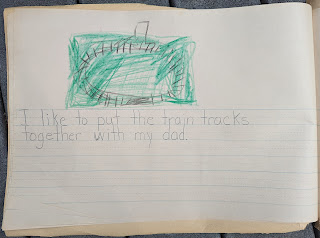 I like to put the train tracks.
together with my dad.